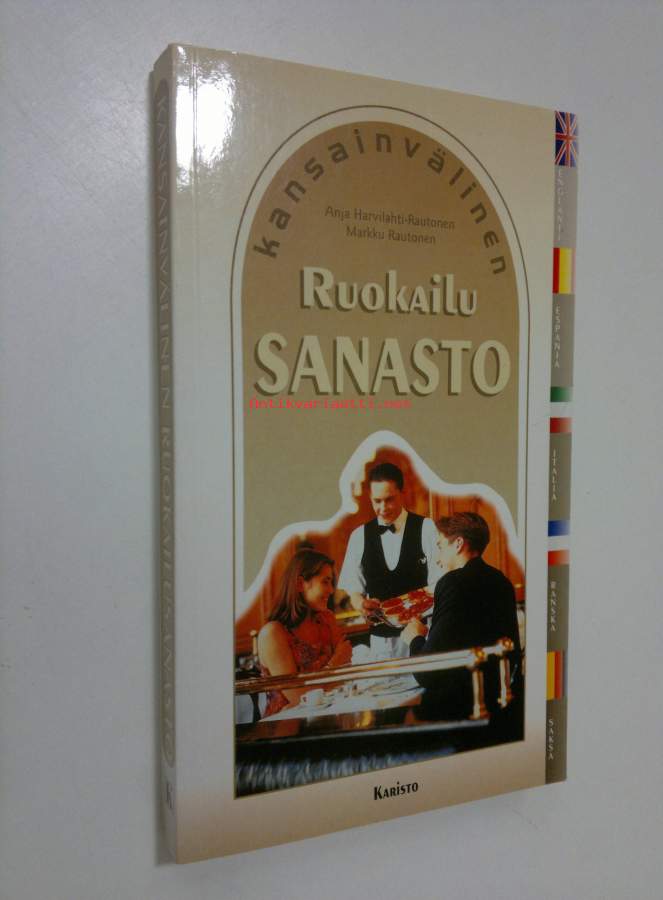 kansainvälinen
Anja Harvilahti-Rautonen
Markku Rautonen
RUOKAILU
SANASTO
Antikvariaatti.net
KARISTO
ENGLANTI
ESPANJA
ITALIA
RANSKA
SAKSA
KANSAINVÄLINEN RUOKAILUSANASTO
K